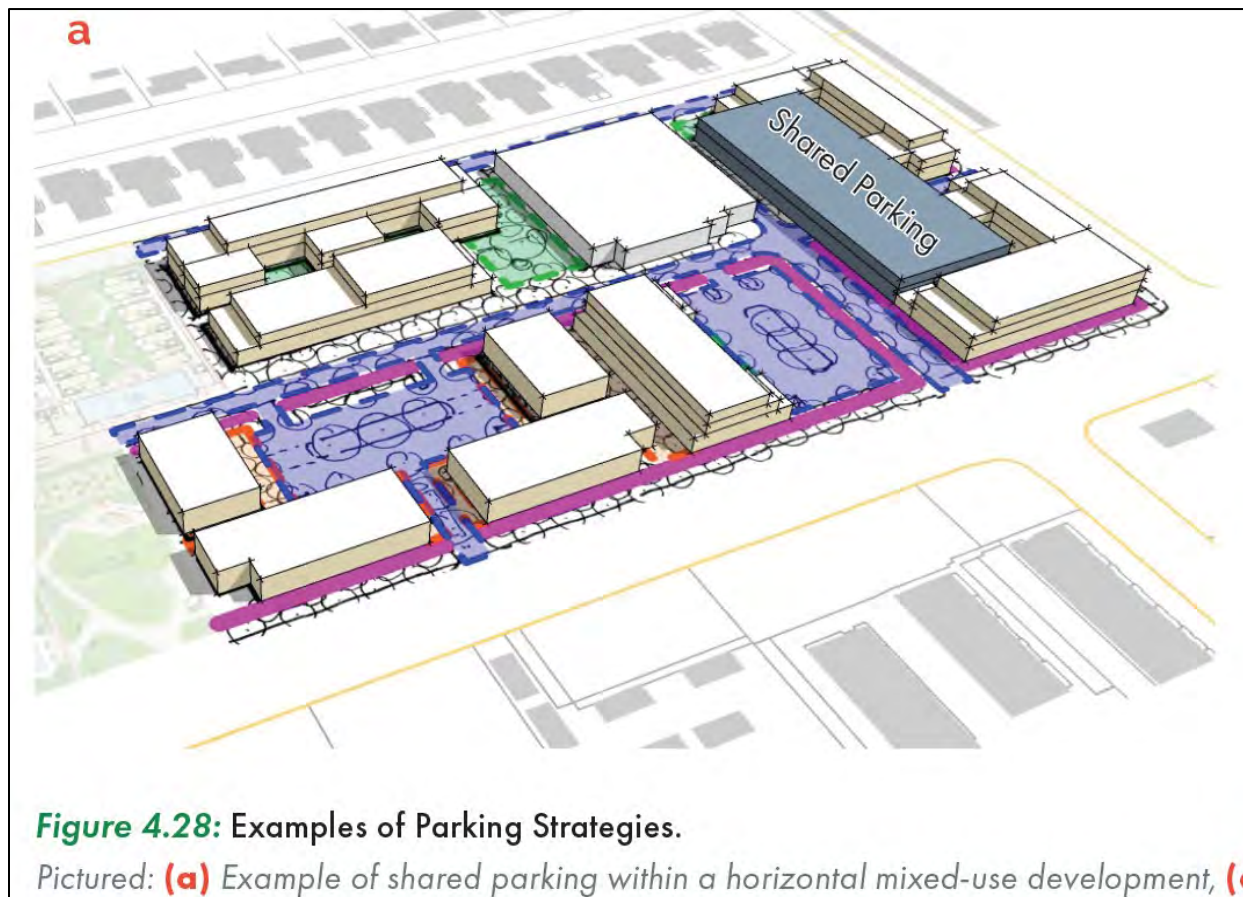 a
Shared Parking
Figure 4.28: Examples of Parking Strategies.
Pictured: (a) Example of shared parking within a horizontal mixed-use development, (